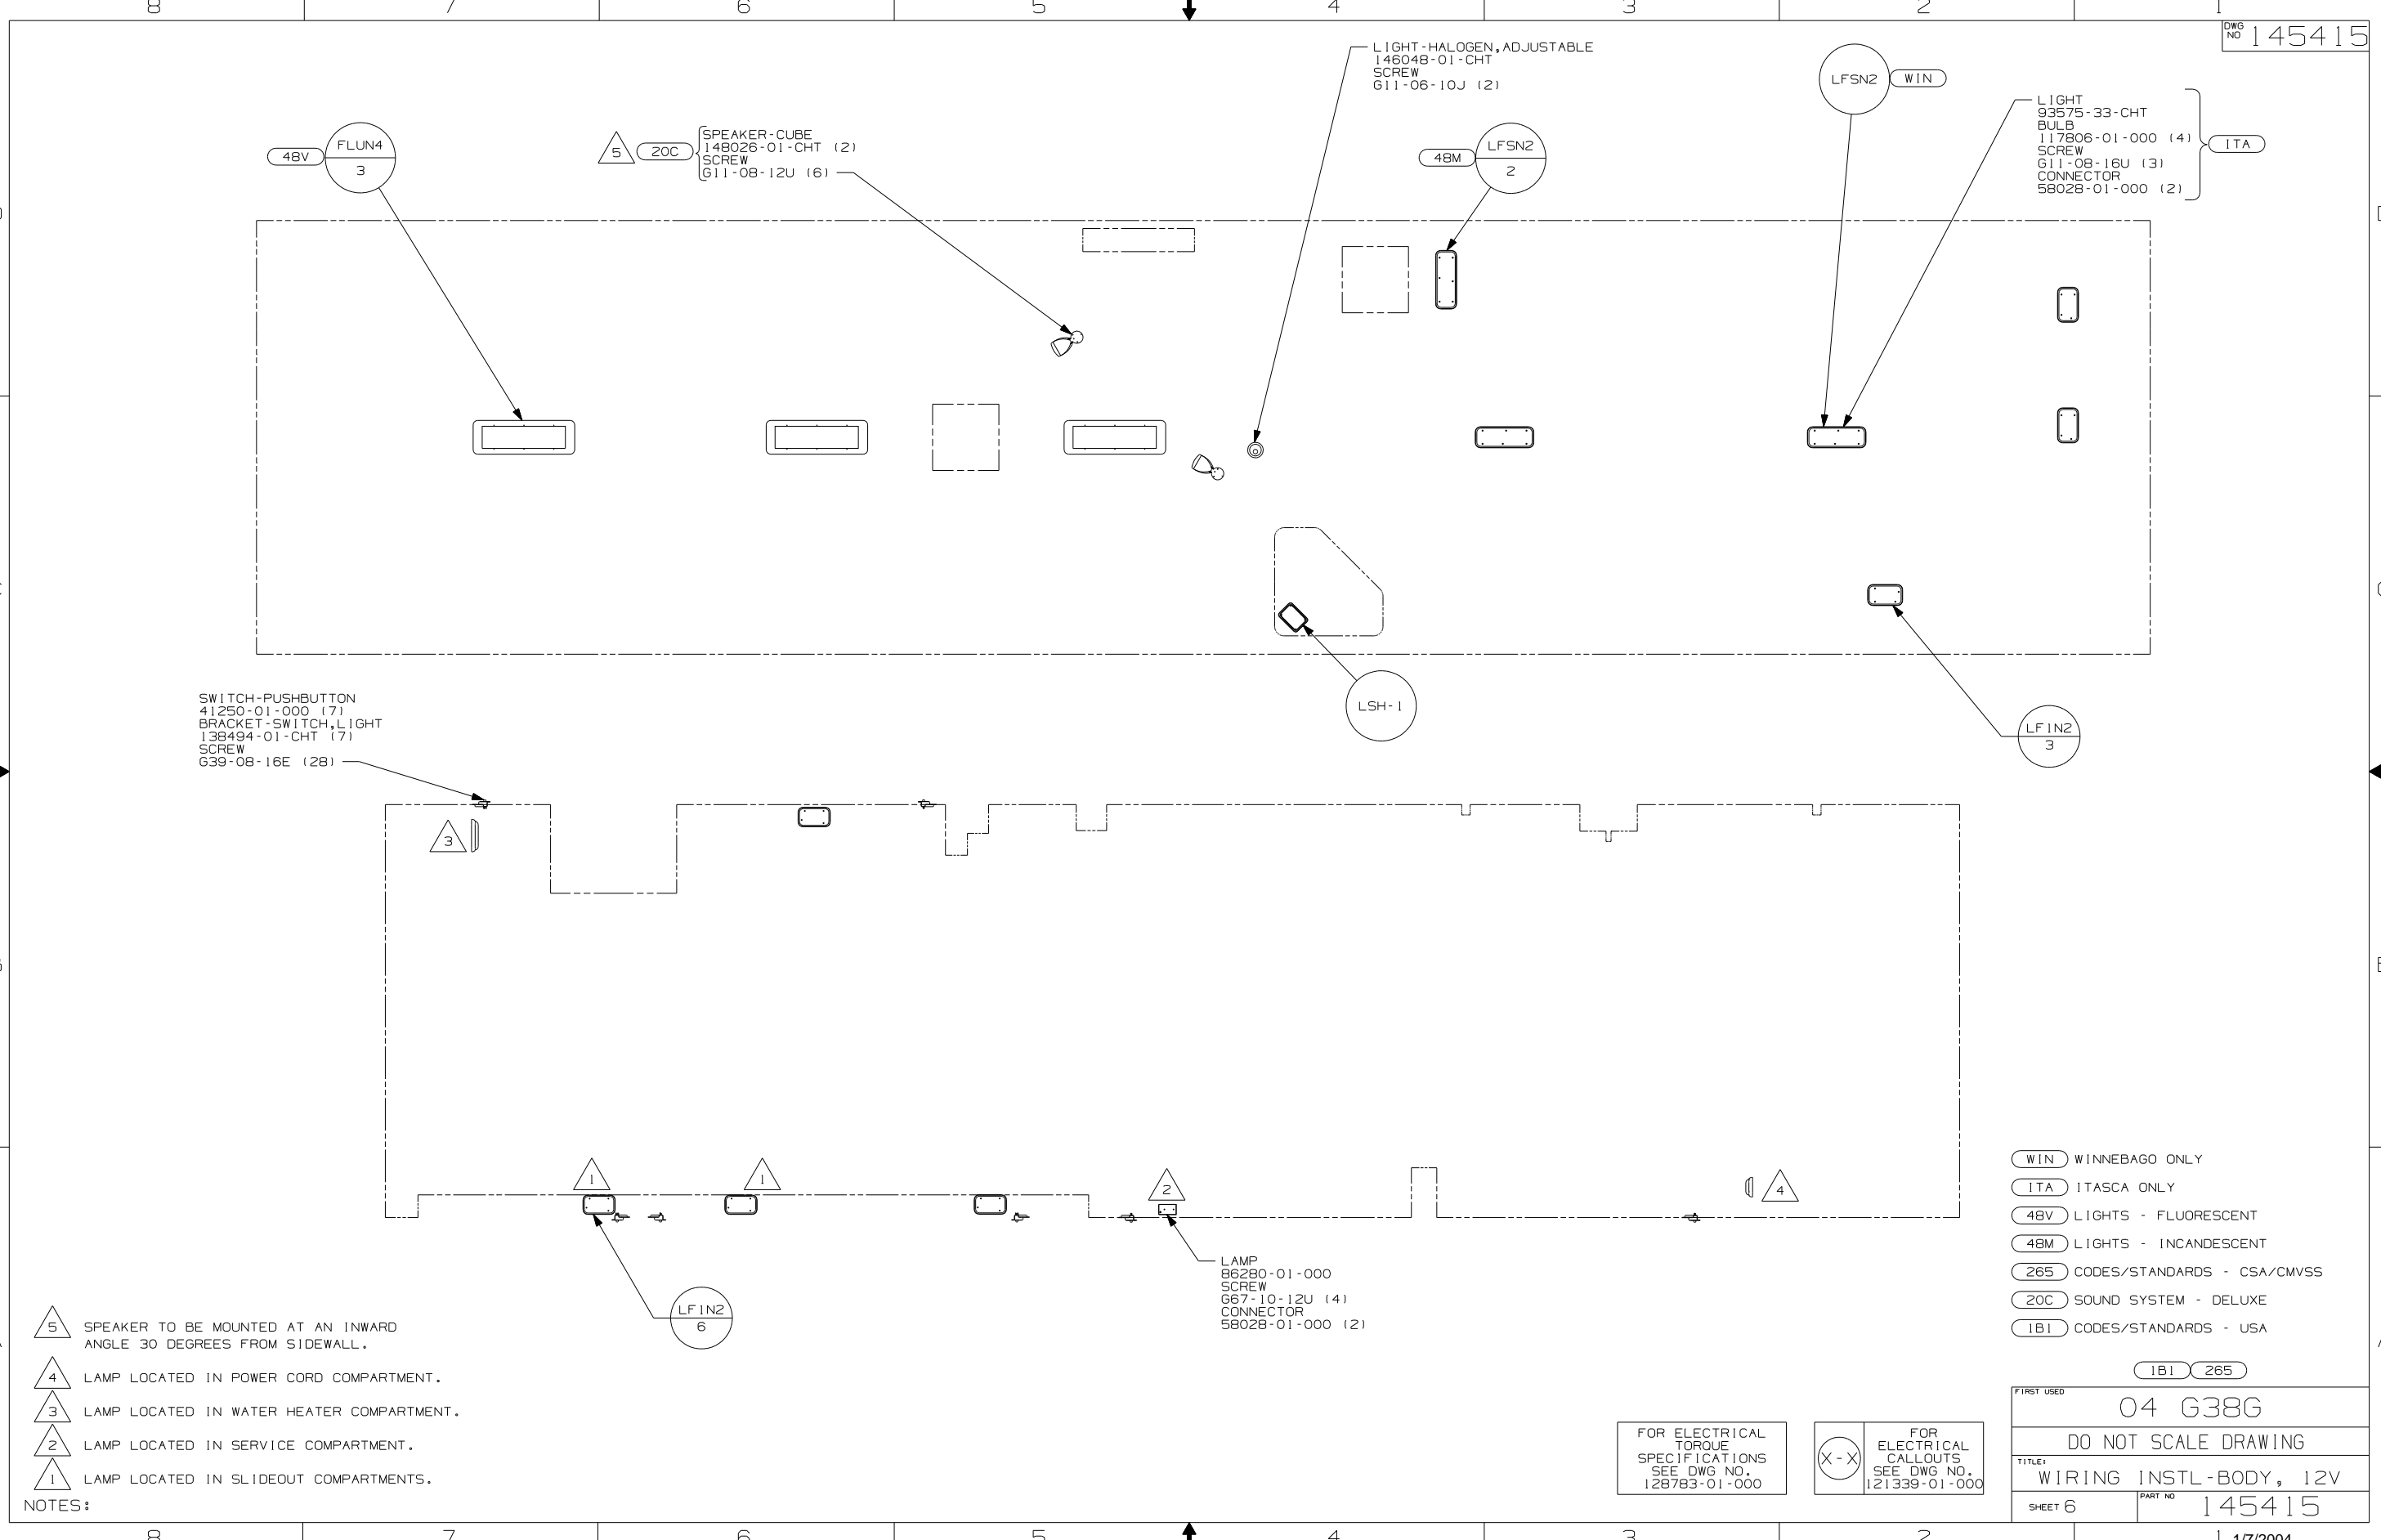 8 7 6 5 4 3 2 1
DWG NO 145415
LIGHT-HALOGEN,ADJUSTABLE
146048-01-CHT
SCREW
G11-06-10J (2)
LFSN2 WIN
LIGHT
93575-33-CHT
BULB
117806-01-000 (4)
SCREW
G11-08-16U (3)
CONNECTOR
58028-01-000 (2)
ITA
48V FLUN4
3
5 20C
SPEAKER-CUBE
148026-01-CHT (2)
SCREW
G11-08-12U (6)
48M LFSN2
2
LSH-1
LF1N2
3
SWITCH-PUSHBUTTON
41250-01-000 (7)
BRACKET-SWITCH,LIGHT
138494-01-CHT (7)
SCREW
G39-08-16E (28)
3
1 1 2 4
LF1N2
6
LAMP
86280-01-000
SCREW
G67-10-12U (4)
CONNECTOR
58028-01-000 (2)
WIN WINNEBAGO ONLY
ITA ITASCA ONLY
48V LIGHTS - FLUORESCENT
48M LIGHTS - INCANDESCENT
265 CODES/STANDARDS - CSA/CMVSS
20C SOUND SYSTEM - DELUXE
1B1 CODES/STANDARDS - USA
1B1 265
5 SPEAKER TO BE MOUNTED AT AN INWARD
ANGLE 30 DEGREES FROM SIDEWALL.
4 LAMP LOCATED IN POWER CORD COMPARTMENT.
3 LAMP LOCATED IN WATER HEATER COMPARTMENT.
2 LAMP LOCATED IN SERVICE COMPARTMENT.
1 LAMP LOCATED IN SLIDEOUT COMPARTMENTS.
NOTES:
FOR ELECTRICAL
TORQUE
SPECIFICATIONS
SEE DWG NO.
128783-01-000
X-X
FOR
ELECTRICAL
CALLOUTS
SEE DWG NO.
121339-01-000
FIRST USED
04 G38G
DO NOT SCALE DRAWING
TITLE:
WIRING INSTL-BODY, 12V
SHEET 6
PART NO 145415
8 7 6 5 4 3 2 1
1/7/2004